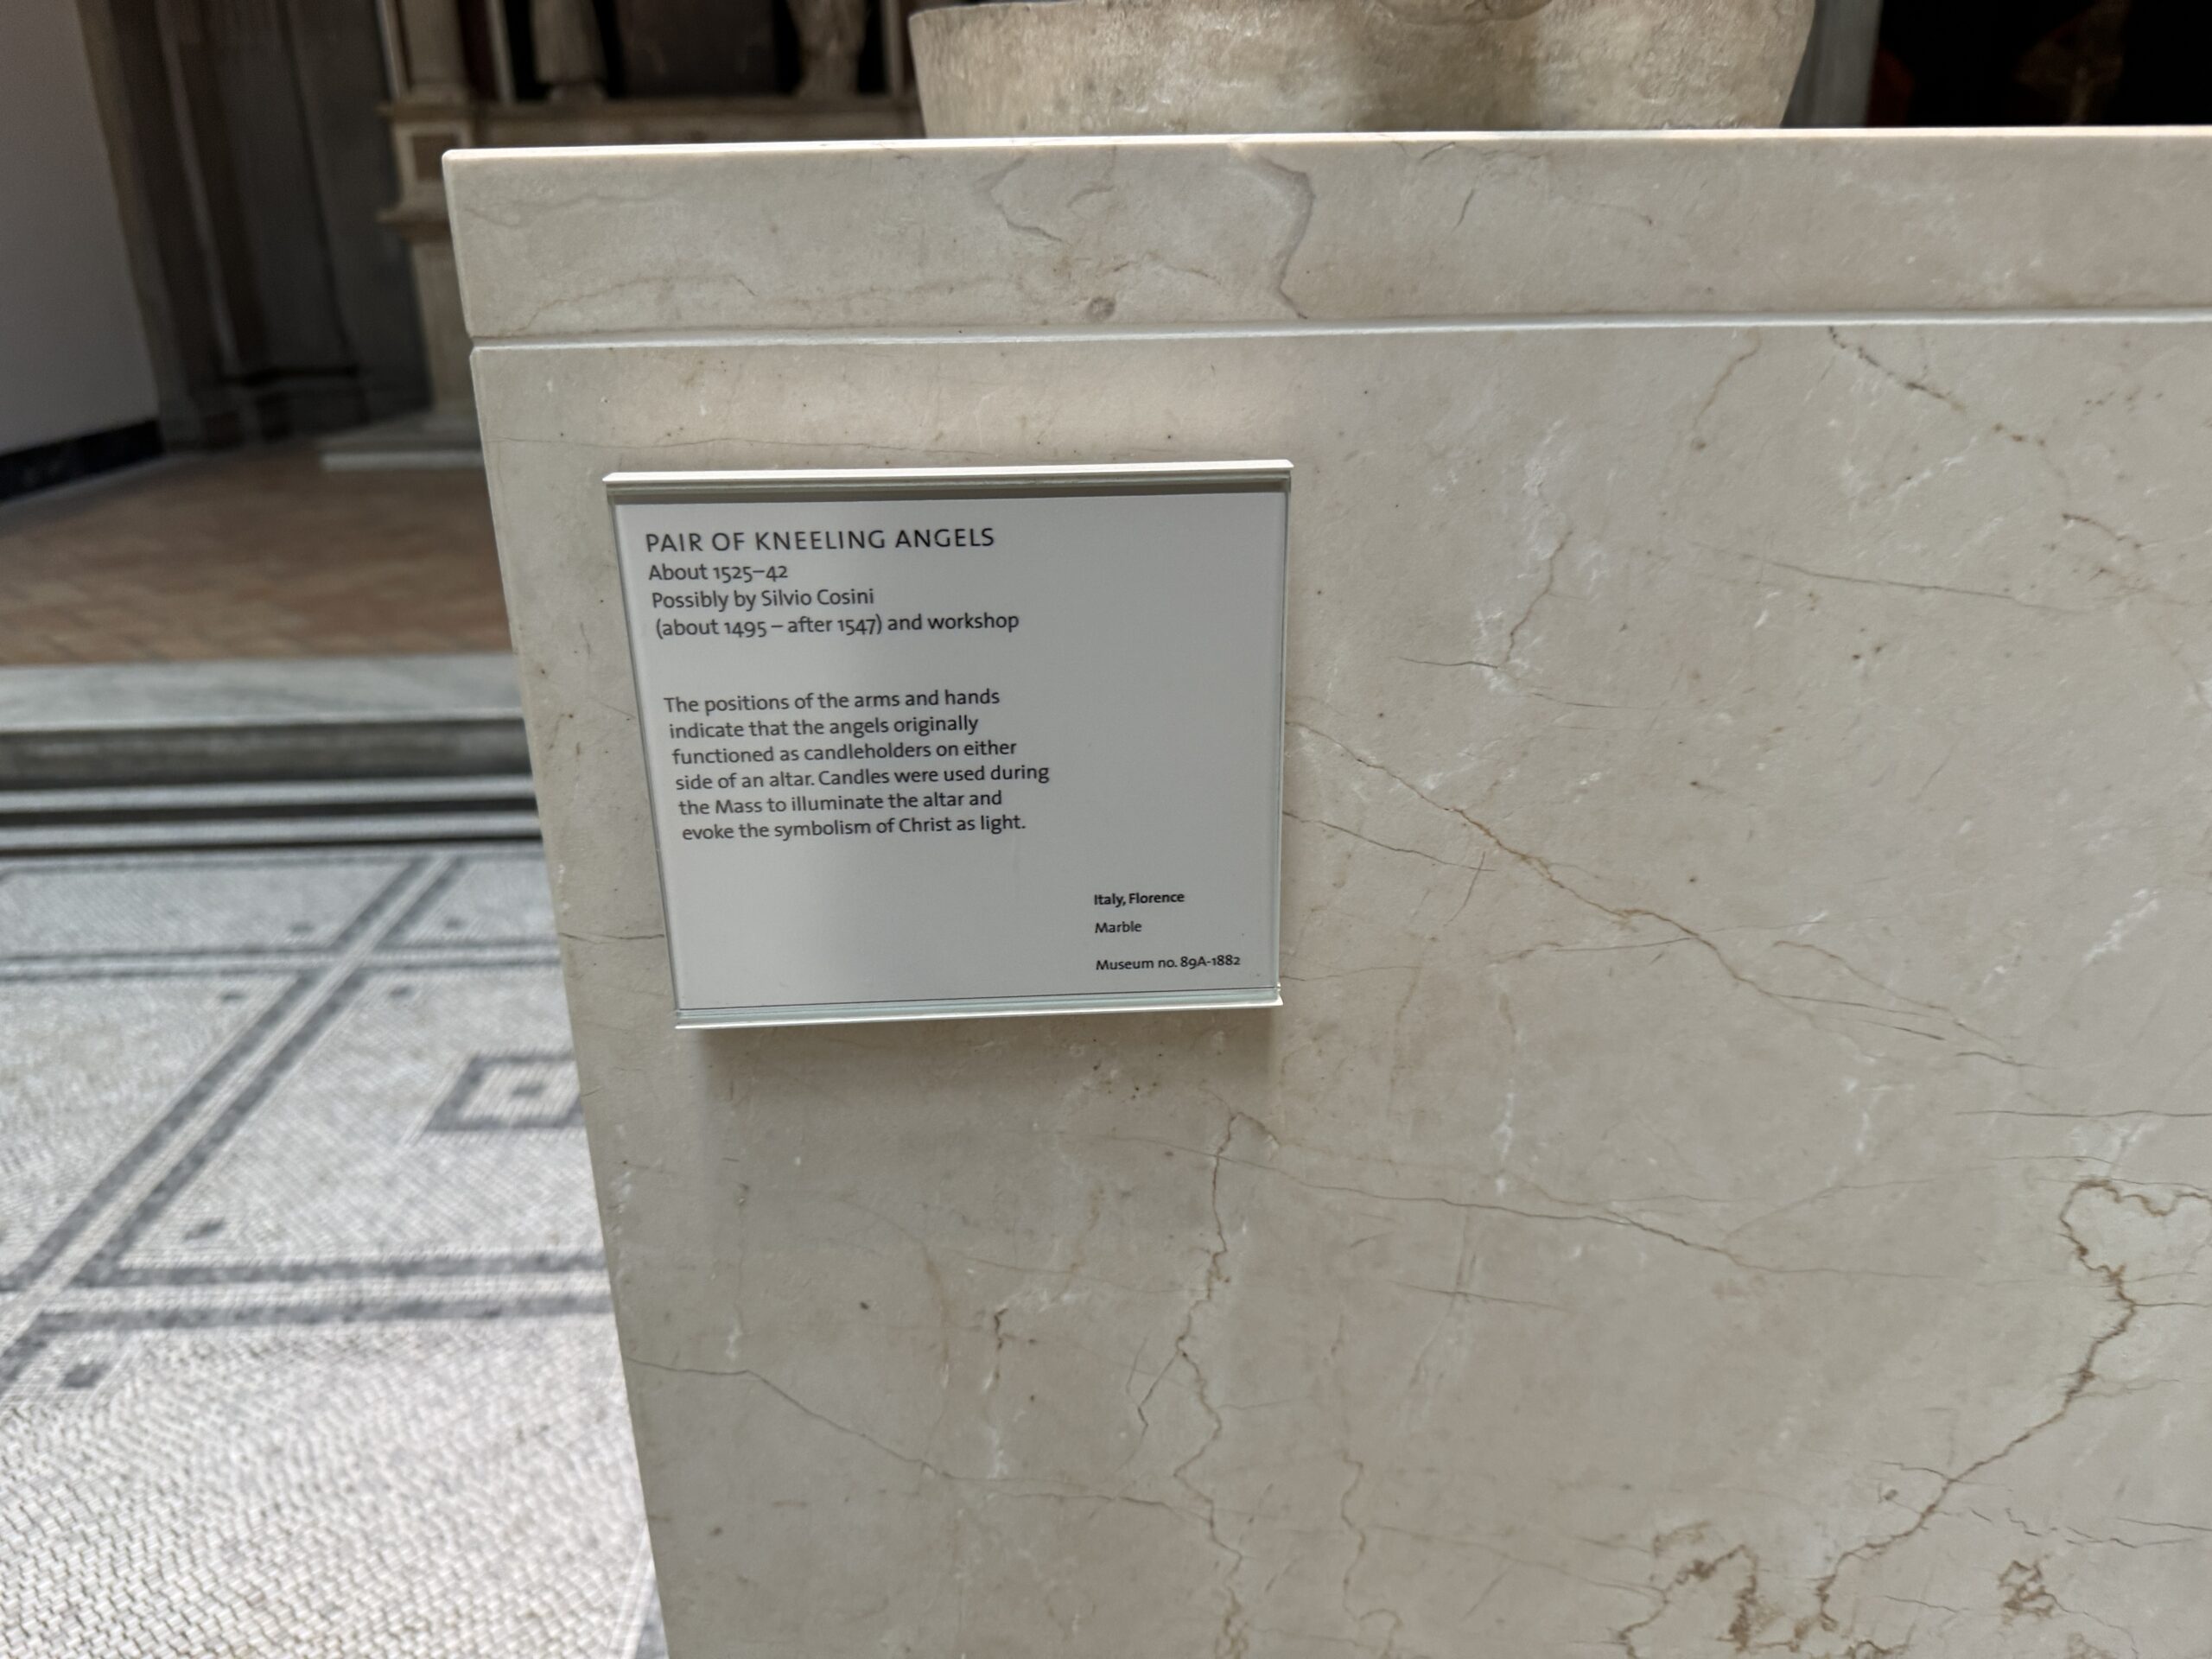 PAIR OF KNEELING ANGELS
About 1525–42
Possibly by Silvio Cosini
(about 1495 – after 1547) and workshop
The positions of the arms and hands
indicate that the angels originally
functioned as candleholders on either
side of an altar. Candles were used during
the Mass to illuminate the altar and
evoke the symbolism of Christ as light.
Italy, Florence
Marble
Museum no. 89A-1882